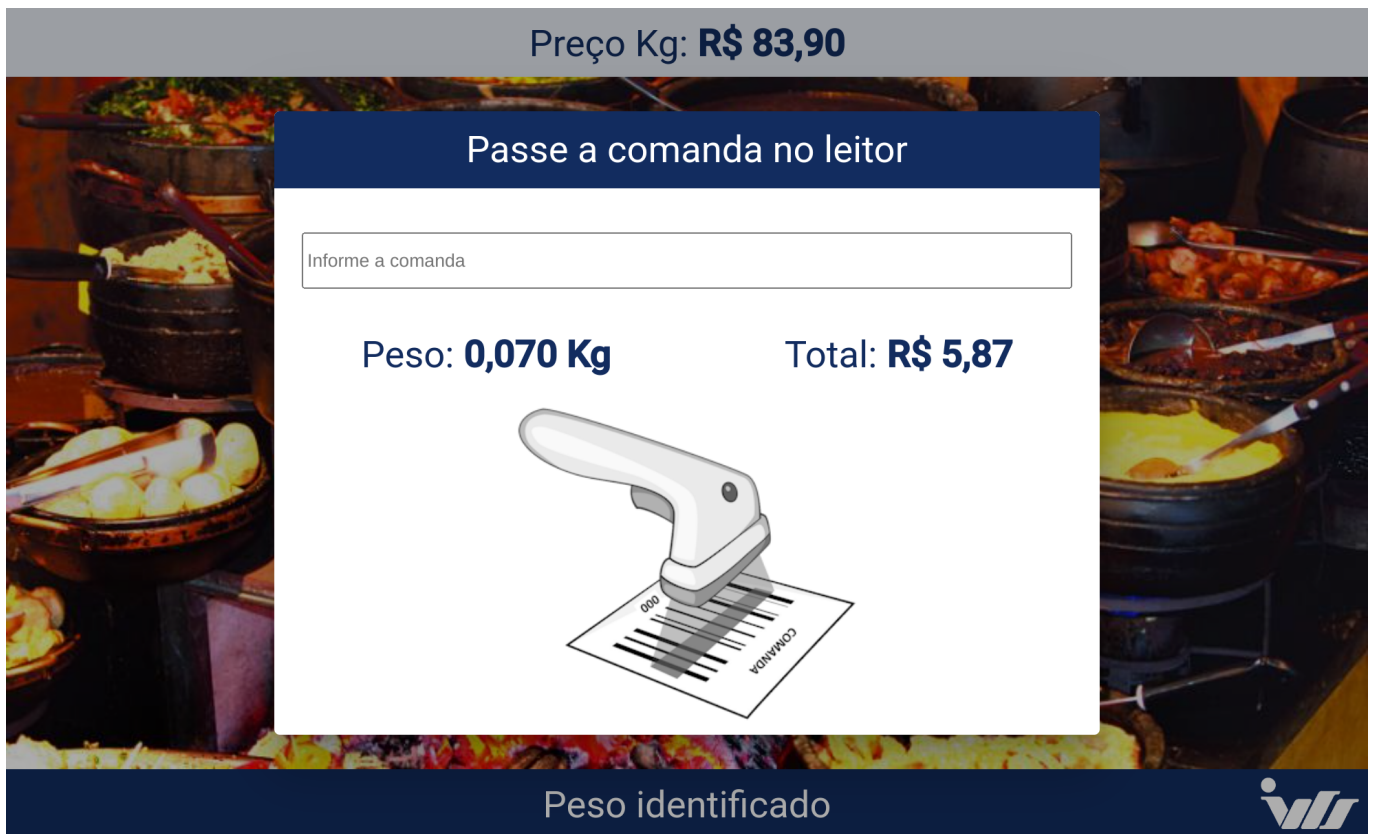 Preço Kg: R$ 83,90
Passe a comanda no leitor
Informe a comanda
Peso: 0,070 Kg Total: R$ 5,87
000
COMANDA
Peso identificado